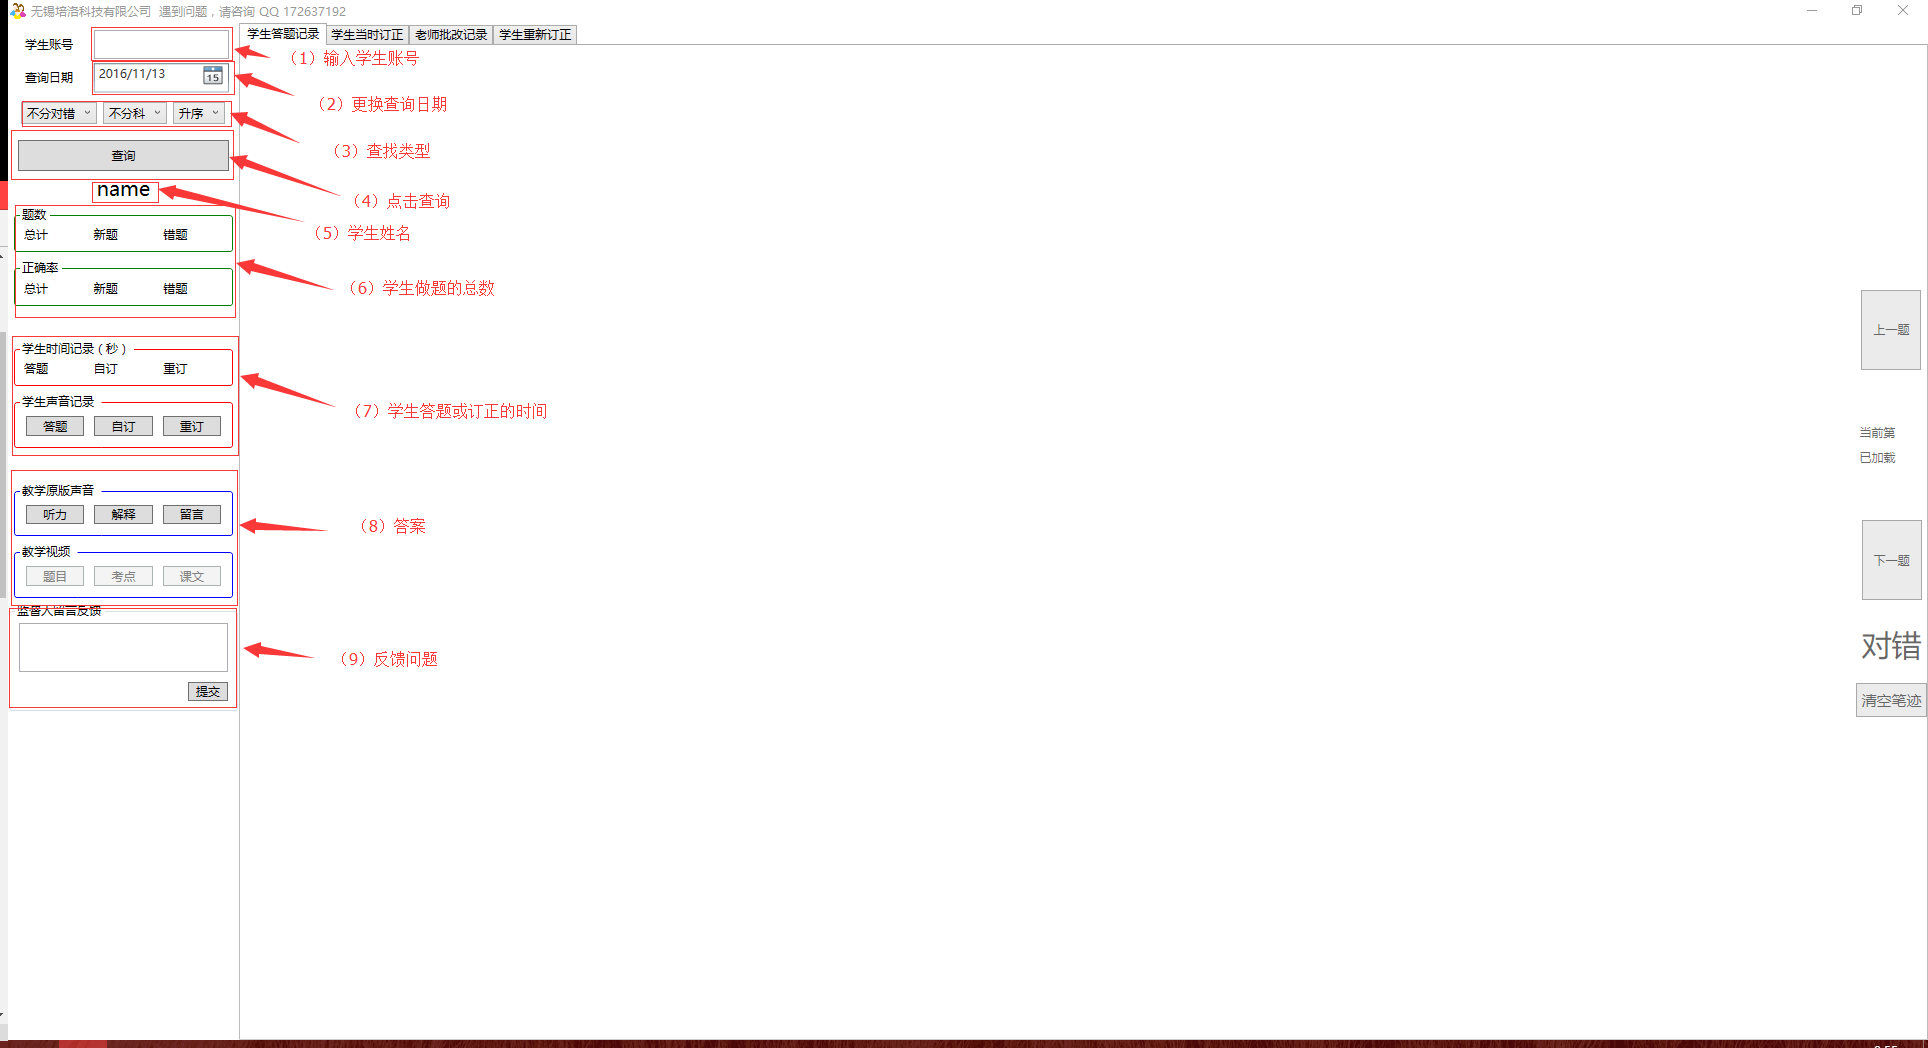 无锡培洛科技有限公司 遇到问题，请咨询 QQ 172637192
学生答题记录 学生当时订正 老师批改记录 学生重新订正
学生账号
（1）输入学生账号
查询日期 2016/11/13 15
（2）更换查询日期
不分对错 不分科 升序
（3）查找类型
查询
name
（4）点击查询
题数
总计 新题 错题
（5）学生姓名
正确率
总计 新题 错题
（6）学生做题的总数
上一题
学生时间记录（秒）
答题 自订 重订
学生声音记录
（7）学生答题或订正的时间
答题 自订 重订
当前第
已加载
教学原版声音
听力 解释 留言
（8）答案
教学视频
题目 考点 课文
下一题
监督人留言反馈
（9）反馈问题
对错
提交
清空笔迹